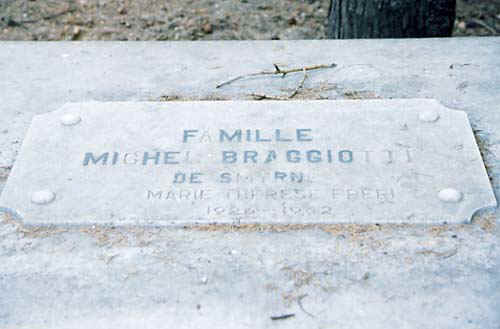 FAMILLE
MICHEL BRAGGIOTTI
DE SMYRNE
MARIE THERESE